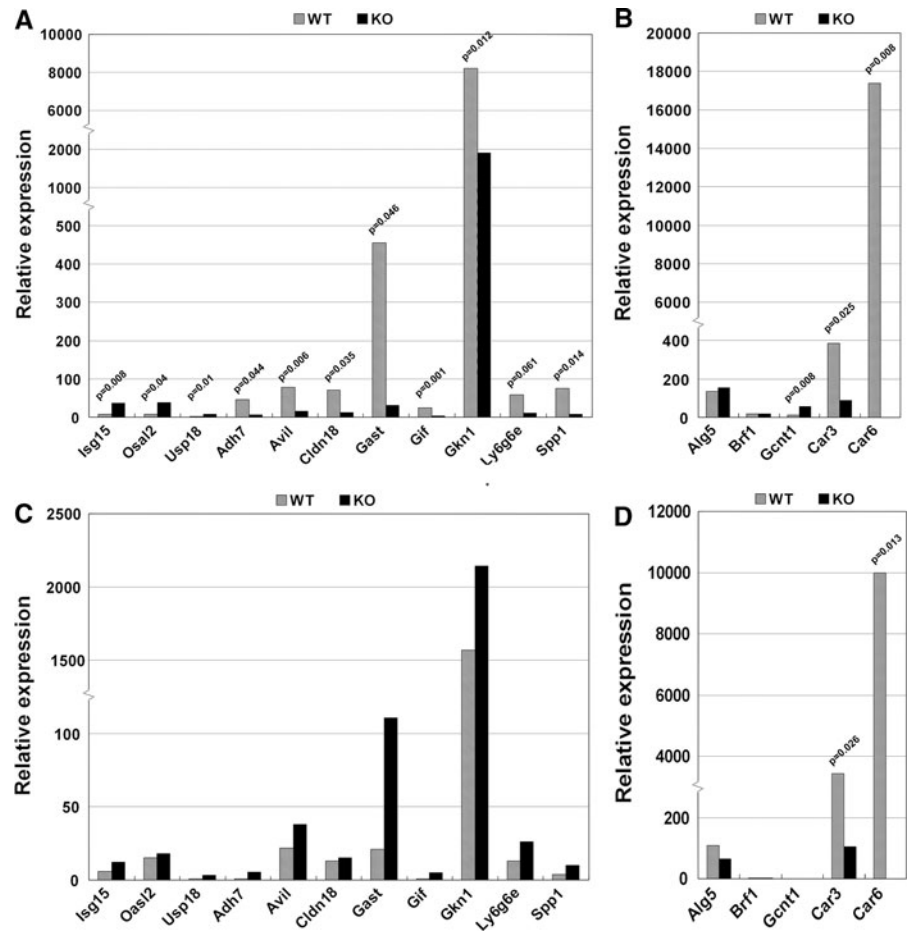 A
WT KO
Relative expression
10000
8000
6000
2000
1000
500
400
300
200
100
0
p=0.008
p=0.04
p=0.01
p=0.044
p=0.006
p=0.035
p=0.046
p=0.001
p=0.012
p=0.061
p=0.014
Isg15
Osal2
Usp18
Adh7
Avil
Cldn18
Gast
Gif
Gkn1
Ly6g6e
Spp1
B
WT KO
Relative expression
20000
18000
16000
14000
12000
10000
8000
6000
400
200
0
p=0.008
p=0.025
p=0.008
Alg5
Brf1
Gcnt1
Car3
Car6
C
WT KO
Relative expression
2500
2000
1500
100
50
0
Isg15
Oasl2
Usp18
Adh7
Avil
Cldn18
Gast
Gif
Gkn1
Ly6g6e
Spp1
D
WT KO
Relative expression
12000
10000
8000
6000
4000
200
0
p=0.026
p=0.013
Alg5
Brf1
Gcnt1
Car3
Car6